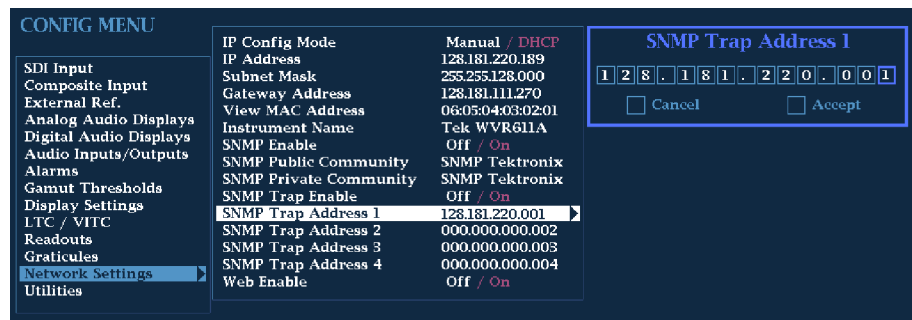 CONFIG MENU
SDI Input
Composite Input
External Ref.
Analog Audio Displays
Digital Audio Displays
Audio Inputs/Outputs
Alarms
Gamut Thresholds
Display Settings
LTC / VITC
Readouts
Graticules
Network Settings
Utilities
IP Config Mode Manual / DHCP
IP Address 128.181.220.189
Subnet Mask 255.255.128.000
Gateway Address 128.181.111.270
View MAC Address 06:05:04:03:02:01
Instrument Name Tek WVR611A
SNMP Enable Off / On
SNMP Public Community SNMP Tektronix
SNMP Private Community SNMP Tektronix
SNMP Trap Enable Off / On
SNMP Trap Address 1 128.181.220.001
SNMP Trap Address 2 000.000.000.002
SNMP Trap Address 3 000.000.000.003
SNMP Trap Address 4 000.000.000.004
Web Enable Off / On
SNMP Trap Address 1
128.181.220.001
Cancel Accept